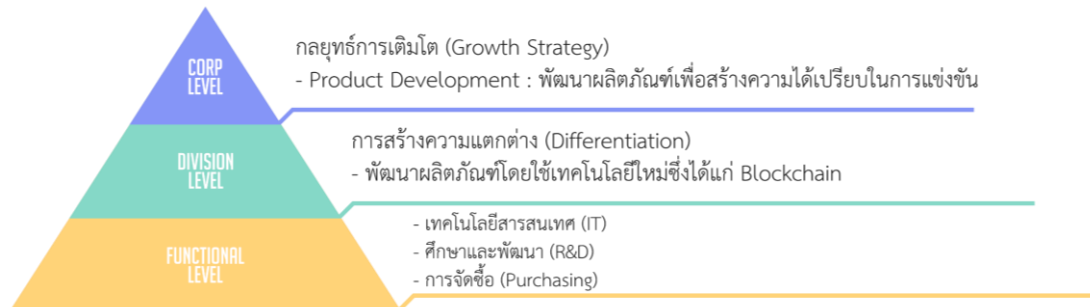 กลยุทธ์การเติมโต (Growth Strategy)
CORP
LEVEL
- Product Development : พัฒนาผลิตภัณฑ์เพื่อสร้างความได้เปรียบในการแข่งขัน
การสร้างความแตกต่าง (Differentiation)
DIVISION
LEVEL
- พัฒนาผลิตภัณฑ์โดยใช้เทคโนโลยีใหม่ซึ่งได้แก่ Blockchain
- เทคโนโลยีสารสนเทศ (IT)
FUNCTIONAL
LEVEL
- ศึกษาและพัฒนา (R&D)
- การจัดซื้อ (Purchasing)